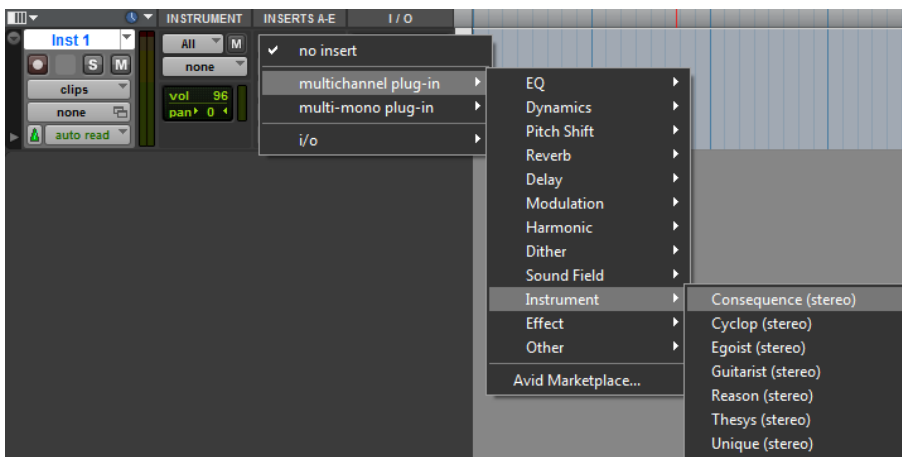 INSTRUMENT
INSERTS A-E
I / O
Inst 1
S M
clips
none
auto read
All M
none
vol 96
pan 0
no insert
multichannel plug-in
multi-mono plug-in
i/o
EQ
Dynamics
Pitch Shift
Reverb
Delay
Modulation
Harmonic
Dither
Sound Field
Instrument
Effect
Other
Avid Marketplace...
Consequence (stereo)
Cyclop (stereo)
Egoist (stereo)
Guitarist (stereo)
Reason (stereo)
Thesys (stereo)
Unique (stereo)